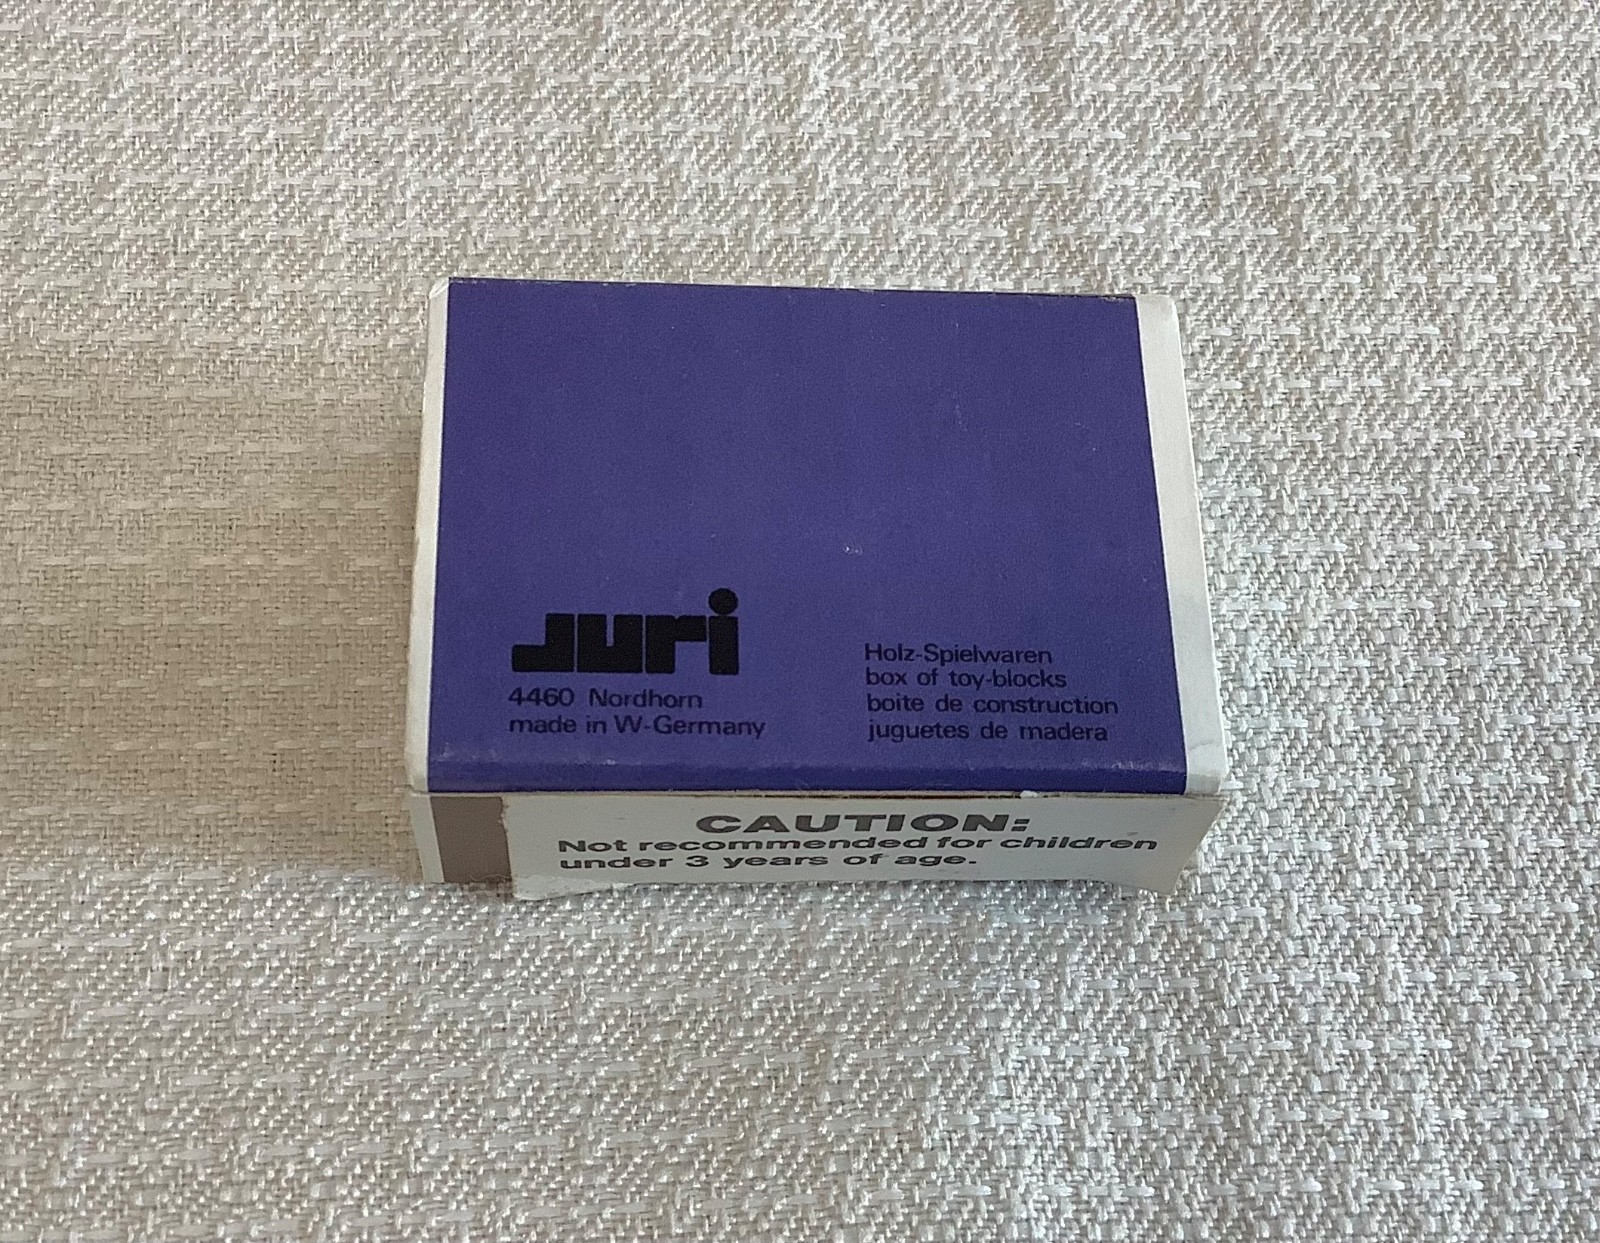 Juri
4460 Nordhorn
made in W-Germany
Holz-Spielwaren
box of toy-blocks
boite de construction
juguetes de madera
CAUTION:
Not recommended for children
under 3 years of age.